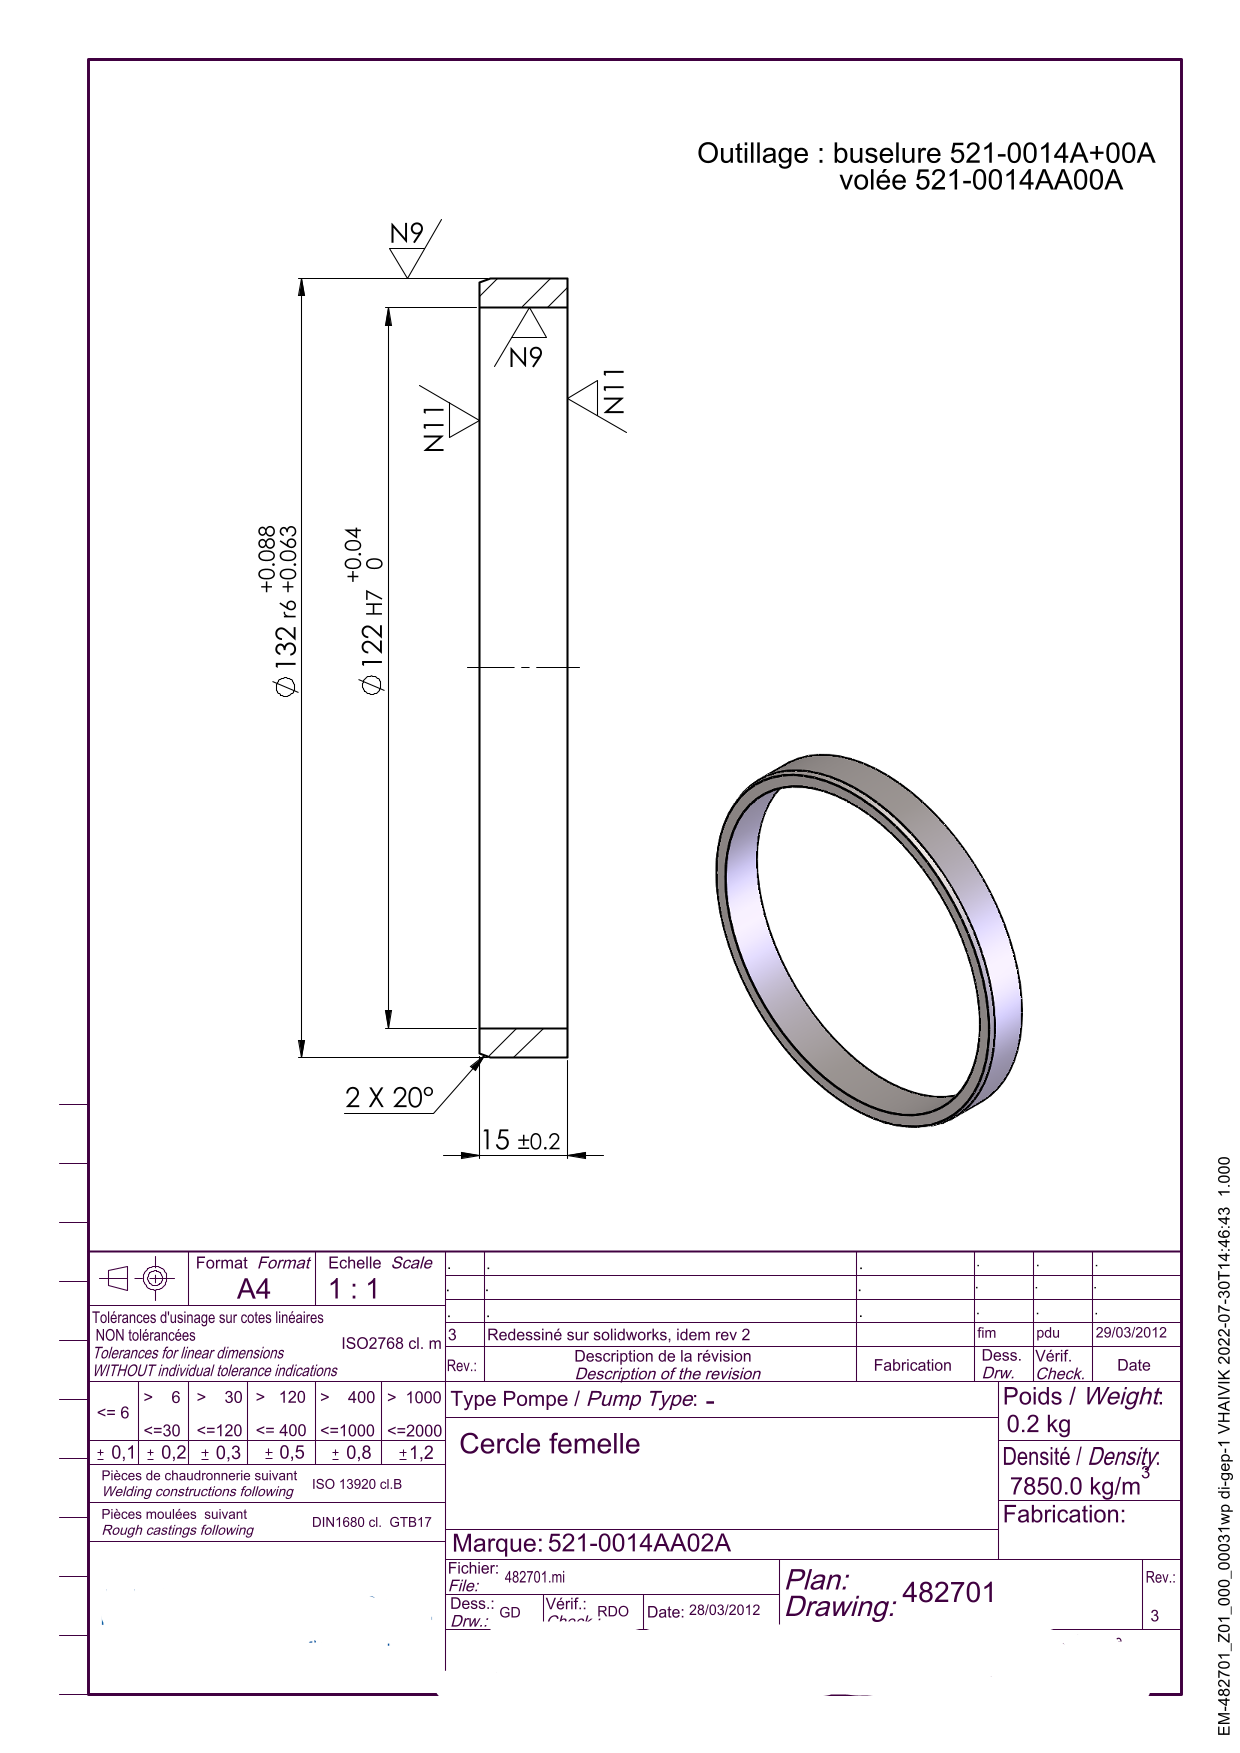 Outillage : buselure 521-0014A+00A
volée 521-0014AA00A
N9
N9
N11
N11
+0.088
Ø132 r6 +0.063
+0.04
Ø122 H7 0
2 X 20°
15 ±0.2
Format Format
A4
Echelle Scale
1 : 1
Tolérances d'usinage sur cotes linéaires
NON tolérancées
Tolerances for linear dimensions
WITHOUT individual tolerance indications
ISO2768 cl. m
<= 6
> 6 > 30 > 120 > 400 > 1000
<=30 <=120 <= 400 <=1000 <=2000
± 0,1 ± 0,2 ± 0,3 ± 0,5 ± 0,8 ±1,2
Pièces de chaudronnerie suivant
Welding constructions following
ISO 13920 cl.B
Pièces moulées suivant
Rough castings following
DIN1680 cl. GTB17
3 Redessiné sur solidworks, idem rev 2 fim pdu 29/03/2012
Rev.:
Description de la révision
Description of the revision
Fabrication
Dess.
Drw.
Vérif.
Check.
Date
Type Pompe / Pump Type: -
Cercle femelle
Marque: 521-0014AA02A
Poids / Weight:
0.2 kg
Densité / Density:
7850.0 kg/m3
Fabrication:
Fichier:
File:
482701.mi
Dess.:
Drw.:
GD
Vérif.:
Check.:
RDO
Date: 28/03/2012
Plan:
Drawing: 482701
Rev.:
3
EM-482701_Z01_000_00031wp di-gep-1 VHAIVIK 2022-07-30T14:46:43 1.000